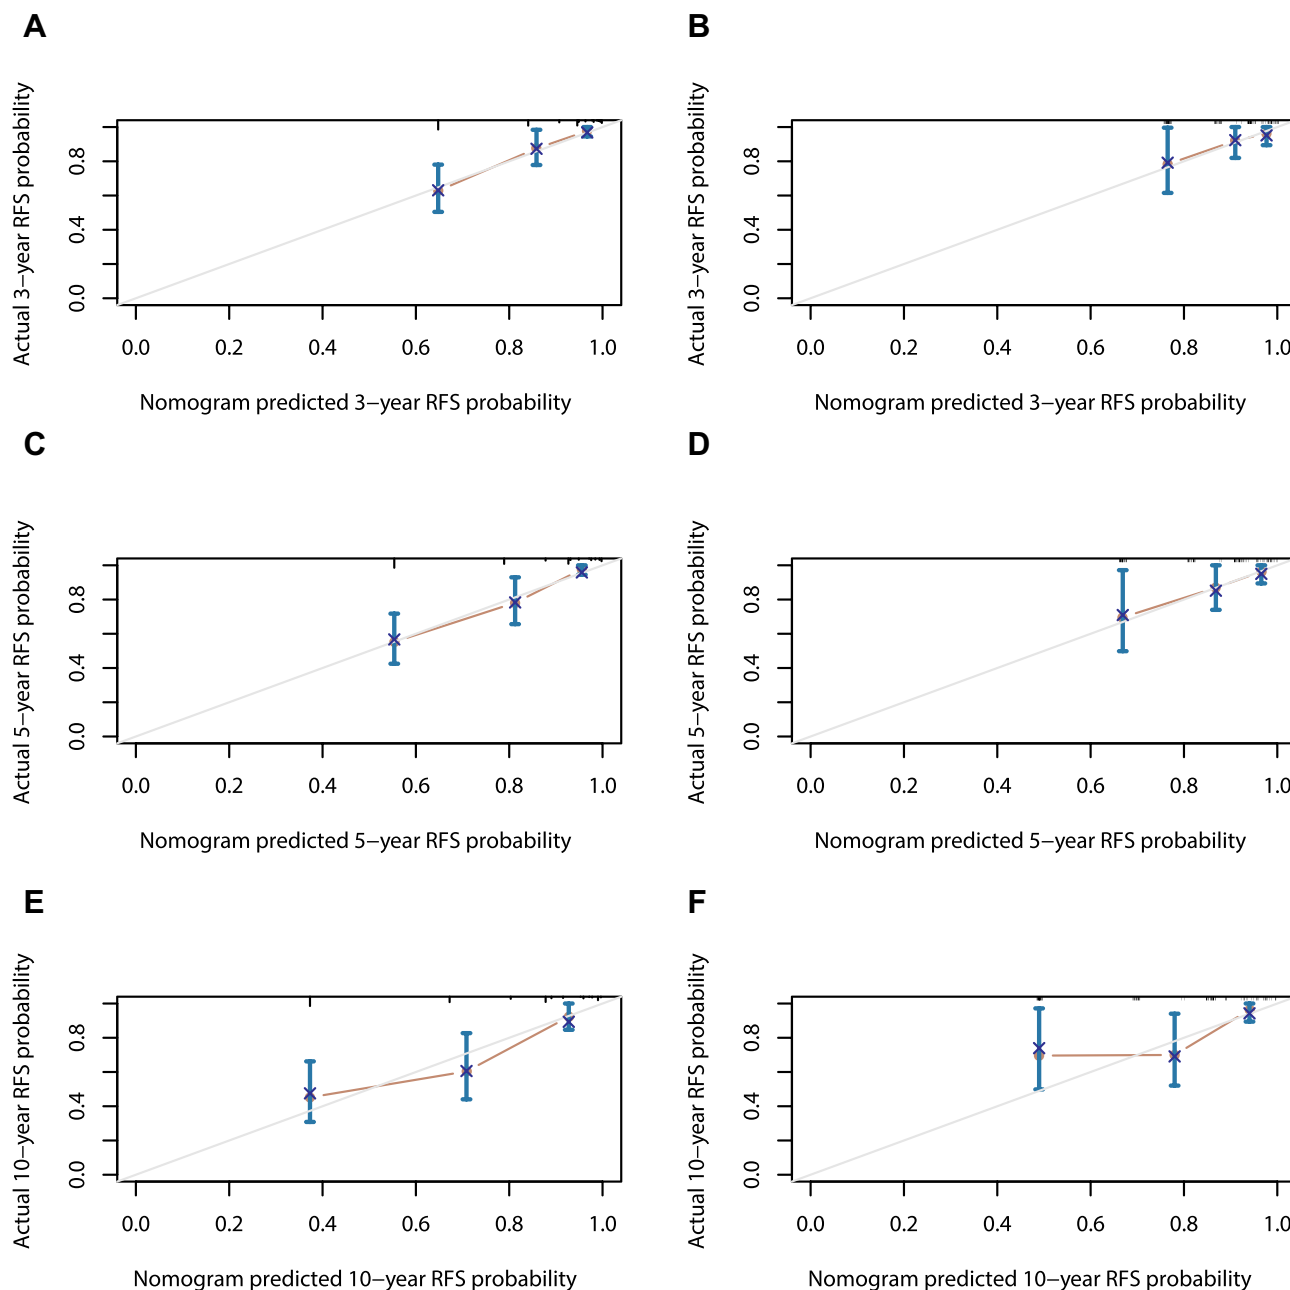 A
Actual 3−year RFS probability
0.0 0.4 0.8
0.0 0.2 0.4 0.6 0.8 1.0
Nomogram predicted 3−year RFS probability
B
Actual 3−year RFS probability
0.0 0.4 0.8
0.0 0.2 0.4 0.6 0.8 1.0
Nomogram predicted 3−year RFS probability
C
Actual 5−year RFS probability
0.0 0.4 0.8
0.0 0.2 0.4 0.6 0.8 1.0
Nomogram predicted 5−year RFS probability
D
Actual 5−year RFS probability
0.0 0.4 0.8
0.0 0.2 0.4 0.6 0.8 1.0
Nomogram predicted 5−year RFS probability
E
Actual 10−year RFS probability
0.0 0.4 0.8
0.0 0.2 0.4 0.6 0.8 1.0
Nomogram predicted 10−year RFS probability
F
Actual 10−year RFS probability
0.0 0.4 0.8
0.0 0.2 0.4 0.6 0.8 1.0
Nomogram predicted 10−year RFS probability